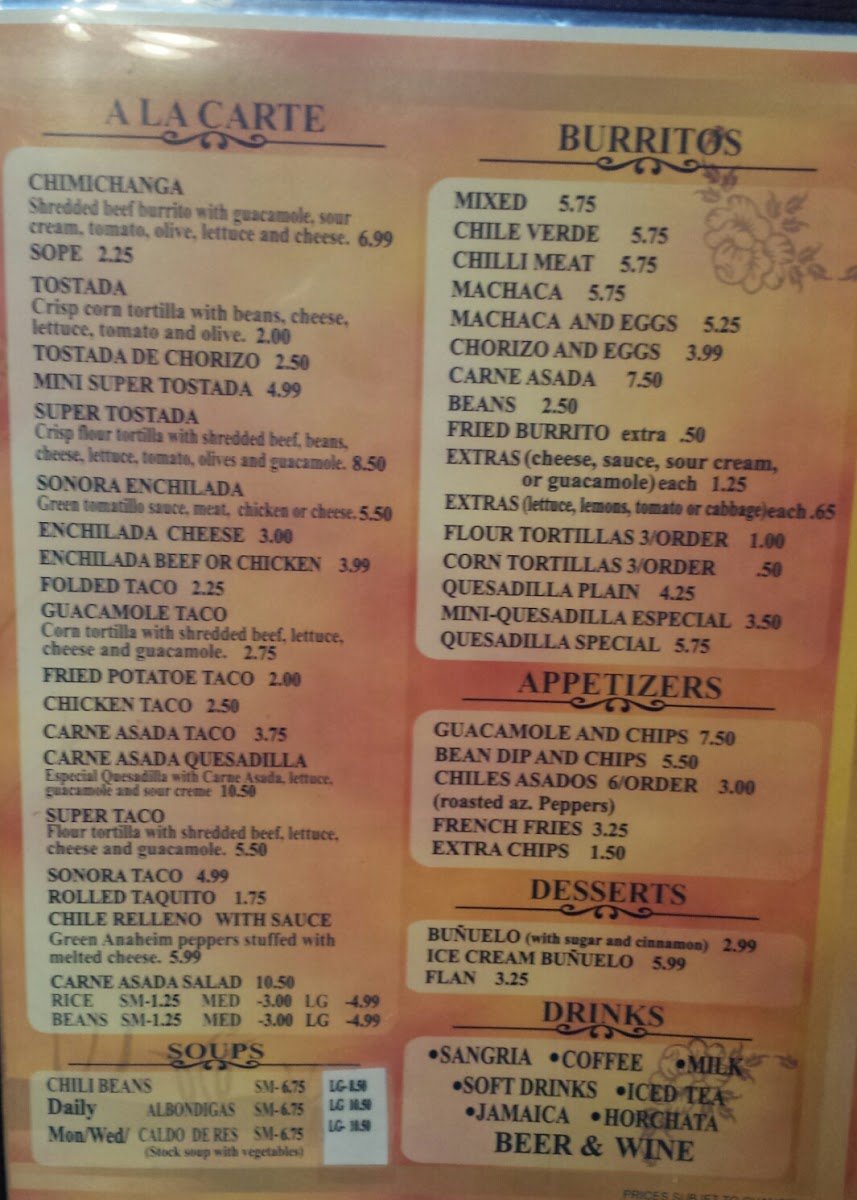 A LA CARTE
CHIMICHANGA
Shredded beef burrito with guacamole, sour
cream, tomato, olive, lettuce and cheese. 6.99
SOPE 2.25
TOSTADA
Crisp corn tortilla with beans, cheese,
lettuce, tomato and olive. 2.00
TOSTADA DE CHORIZO 2.50
MINI SUPER TOSTADA 4.99
SUPER TOSTADA
Crisp flour tortilla with shredded beef, beans,
cheese, lettuce, tomato, olives and guacamole. 8.50
SONORA ENCHILADA
Green tomatillo sauce, meat, chicken or cheese. 5.50
ENCHILADA CHEESE 3.00
ENCHILADA BEEF OR CHICKEN 3.99
FOLDED TACO 2.25
GUACAMOLE TACO
Corn tortilla with shredded beef, lettuce,
cheese and guacamole. 2.75
FRIED POTATOE TACO 2.00
CHICKEN TACO 2.50
CARNE ASADA TACO 3.75
CARNE ASADA QUESADILLA
Especial Quesadilla with Carne Asada, lettuce,
guacamole and sour creme 10.50
SUPER TACO
Flour tortilla with shredded beef, lettuce,
cheese and guacamole. 5.50
SONORA TACO 4.99
ROLLED TAQUITO 1.75
CHILE RELLENO WITH SAUCE
Green Anaheim peppers stuffed with
melted cheese. 5.99
CARNE ASADA SALAD 10.50
RICE SM-1.25 MED -3.00 LG -4.99
BEANS SM-1.25 MED -3.00 LG -4.99
SOUPS
CHILI BEANS SM-6.75 LG-8.50
Daily ALBONDIGAS SM-6.75 LG 10.50
Mon/Wed/ CALDO DE RES SM-6.75 LG- 10.50
(Stock soup with vegetables)
BURRITOS
MIXED 5.75
CHILE VERDE 5.75
CHILLI MEAT 5.75
MACHACA 5.75
MACHACA AND EGGS 5.25
CHORIZO AND EGGS 3.99
CARNE ASADA 7.50
BEANS 2.50
FRIED BURRITO extra .50
EXTRAS (cheese, sauce, sour cream,
or guacamole) each 1.25
EXTRAS (lettuce, lemons, tomato or cabbage) each .65
FLOUR TORTILLAS 3/ORDER 1.00
CORN TORTILLAS 3/ORDER .50
QUESADILLA PLAIN 4.25
MINI-QUESADILLA ESPECIAL 3.50
QUESADILLA SPECIAL 5.75
APPETIZERS
GUACAMOLE AND CHIPS 7.50
BEAN DIP AND CHIPS 5.50
CHILES ASADOS 6/ORDER 3.00
(roasted az. Peppers)
FRENCH FRIES 3.25
EXTRA CHIPS 1.50
DESSERTS
BUÑUELO (with sugar and cinnamon) 2.99
ICE CREAM BUÑUELO 5.99
FLAN 3.25
DRINKS
•SANGRIA •COFFEE •MILK
•SOFT DRINKS •ICED TEA
•JAMAICA •HORCHATA
BEER & WINE
PRICES SUBJECT TO